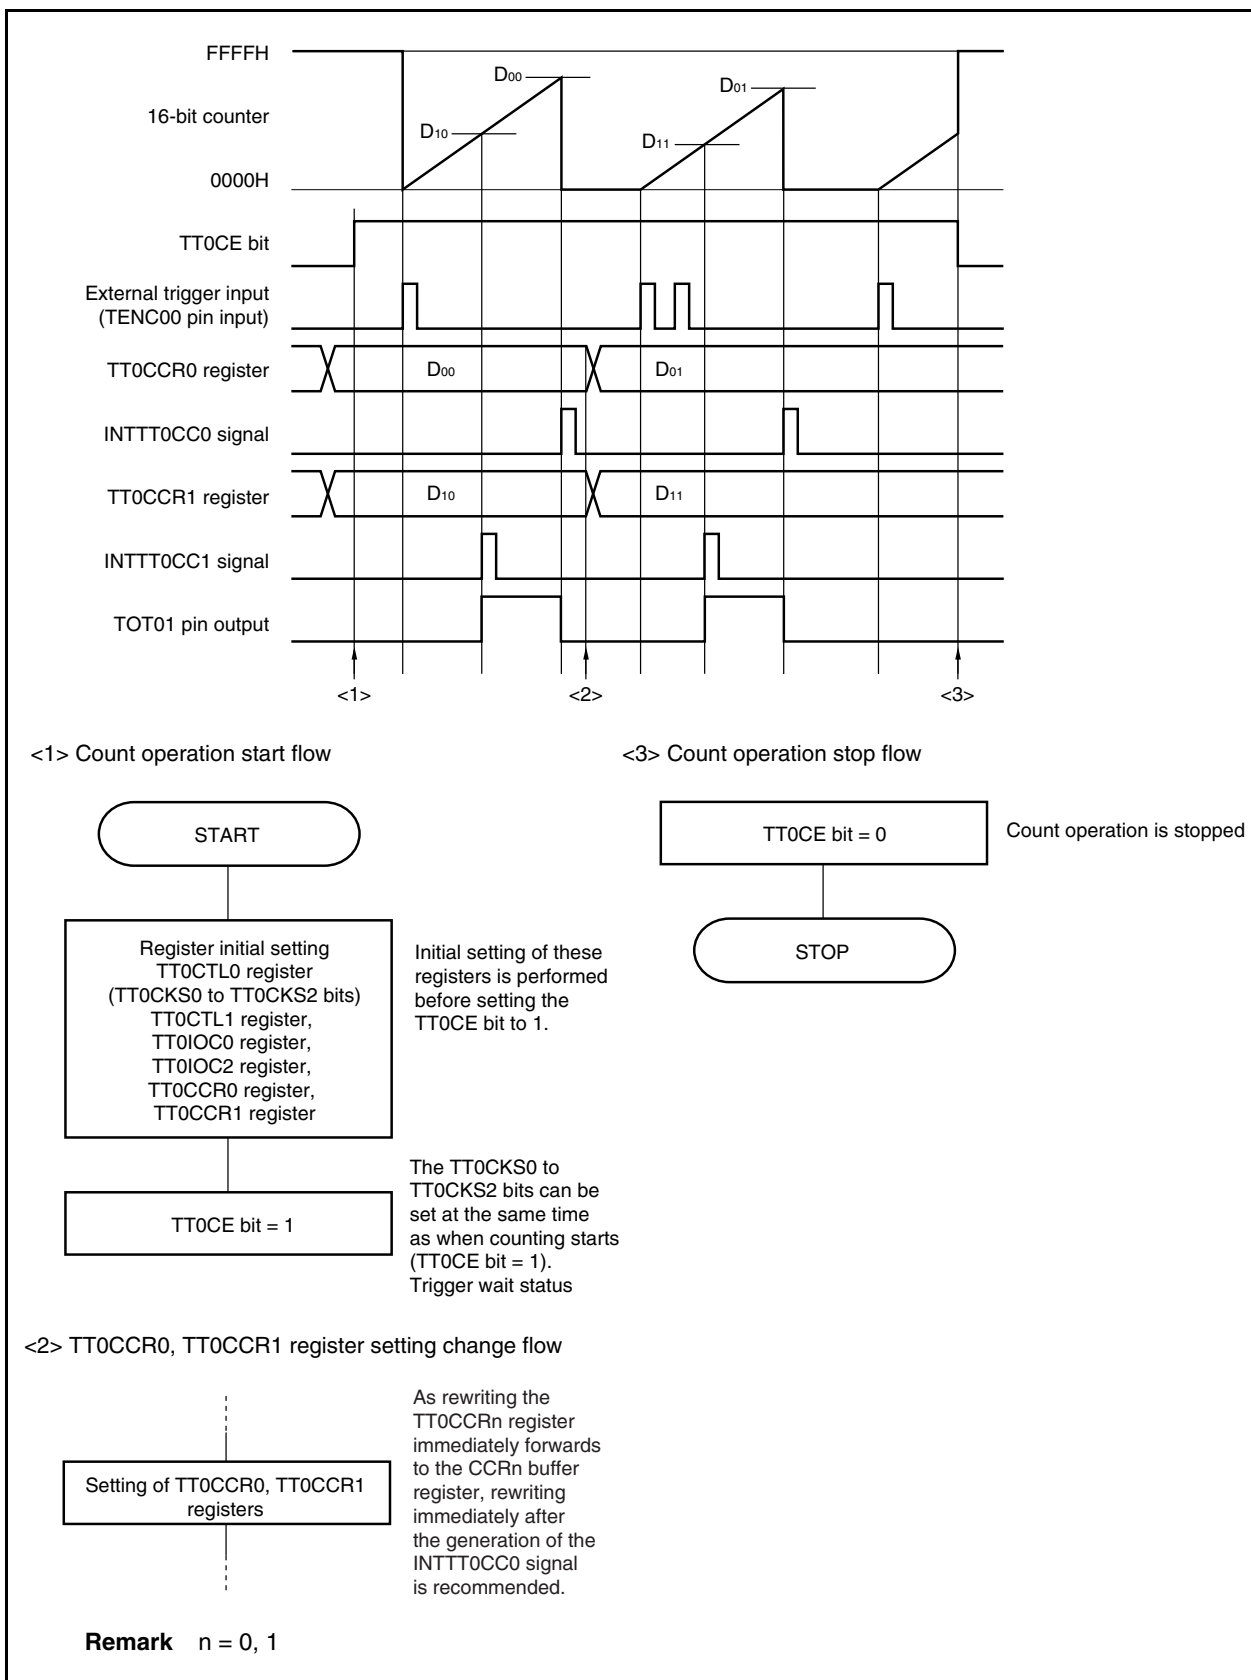 FFFFH
D00
D01
16-bit counter
D10
D11
0000H
TT0CE bit
External trigger input
(TENC00 pin input)
TT0CCR0 register
D00
D01
INTTT0CC0 signal
TT0CCR1 register
D10
D11
INTTT0CC1 signal
TOT01 pin output
<1>
<2>
<3>
<1> Count operation start flow
START
Register initial setting
TT0CTL0 register
(TT0CKS0 to TT0CKS2 bits)
TT0CTL1 register,
TT0IOC0 register,
TT0IOC2 register,
TT0CCR0 register,
TT0CCR1 register
Initial setting of these
registers is performed
before setting the
TT0CE bit to 1.
TT0CE bit = 1
The TT0CKS0 to
TT0CKS2 bits can be
set at the same time
as when counting starts
(TT0CE bit = 1).
Trigger wait status
<3> Count operation stop flow
TT0CE bit = 0
Count operation is stopped
STOP
<2> TT0CCR0, TT0CCR1 register setting change flow
Setting of TT0CCR0, TT0CCR1
registers
As rewriting the
TT0CCRn register
immediately forwards
to the CCRn buffer
register, rewriting
immediately after
the generation of the
INTTT0CC0 signal
is recommended.
Remark n = 0, 1